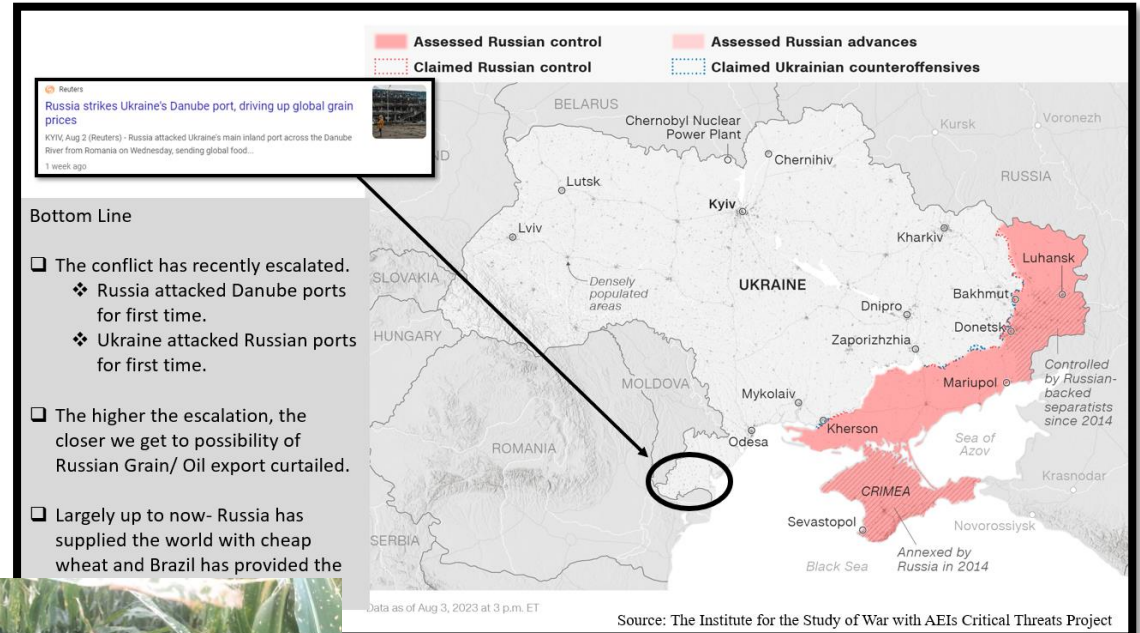 Assessed Russian control
Assessed Russian advances
Claimed Russian control
Claimed Ukrainian counteroffensives
Reuters
Russia strikes Ukraine's Danube port, driving up global grain
prices
KYIV, Aug 2 (Reuters) - Russia attacked Ukraine's main inland port across the Danube
River from Romania on Wednesday, sending global food...
1 week ago
Bottom Line
The conflict has recently escalated.
Russia attacked Danube ports
for first time.
Ukraine attacked Russian ports
for first time.
The higher the escalation, the
closer we get to possibility of
Russian Grain/ Oil export curtailed.
Largely up to now- Russia has
supplied the world with cheap
wheat and Brazil has provided the
BELARUS
Chernobyl Nuclear
Power Plant
Kursk
Voronezh
ND
Chernihiv
RUSSIA
Lutsk
Kyiv
Lviv
Kharkiv
Luhansk
SLOVAKIA
Densely
populated
areas
UKRAINE
Bakhmut
Dnipro
Donetsk
HUNGARY
Zaporizhzhia
Controlled
by Russian-
backed
separatists
since 2014
MOLDOVA
Mariupol
Mykolaiv
Kherson
Odesa
Sea of
Azov
ROMANIA
Krasnodar
CRIMEA
Sevastopol
Novorossiysk
SERBIA
Annexed by
Russia in 2014
Black Sea
Data as of Aug 3, 2023 at 3 p.m. ET
Source: The Institute for the Study of War with AEIs Critical Threats Project